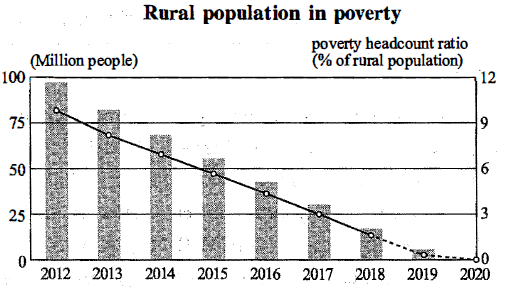 Rural population in poverty
(Million people)
poverty headcount ratio
(% of rural population)
100
75
50
25
0
12
9
6
3
0
2012 2013 2014 2015 2016 2017 2018 2019 2020